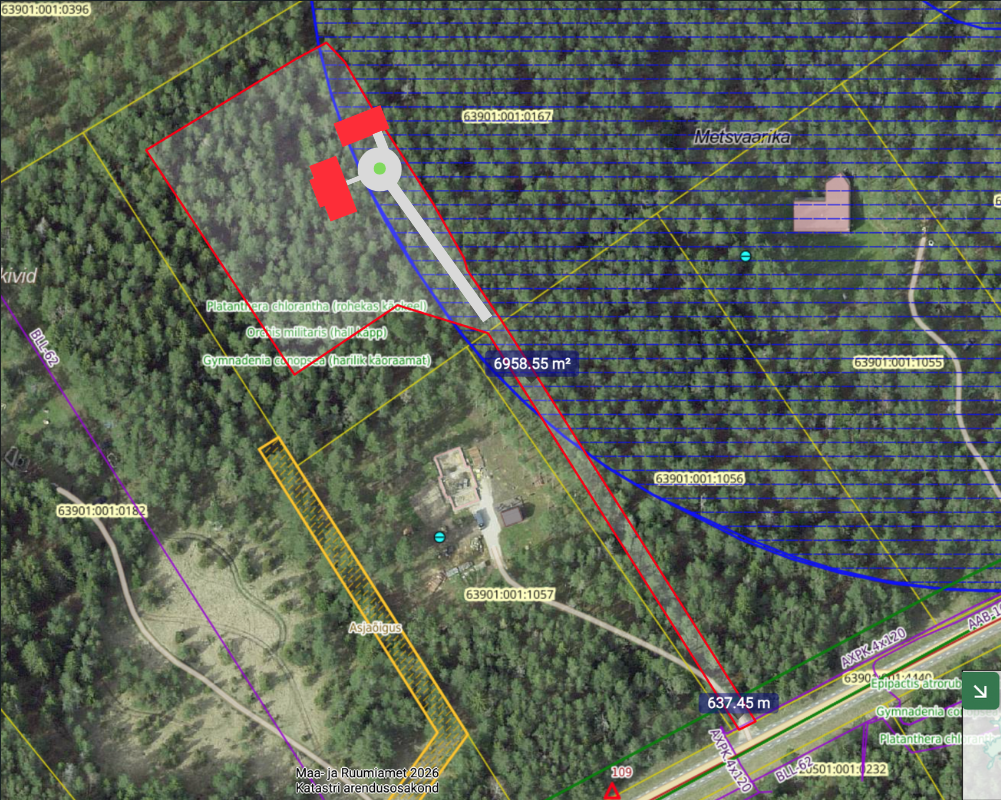 63901:001:0396
63901:001:0167
Metsvaarika
kivid
Platanthera chlorantha (rohekas käokeel)
Orchis militaris (hall käpp)
Gymnadenia conopsea (harilik käoraamat)
BLL-62
6958.55 m²
63901:001:1055
63901:001:1056
63901:001:0182
63901:001:1057
Asjaõigus
AAB-1
AXPK 4x120
Epipactis atrorub
637.45 m
Gymnadenia co
AXPK 4x120
Platanthera chl
BLL-62
109
Maa- ja Ruumiamet 2026
Katastri arendusosakond